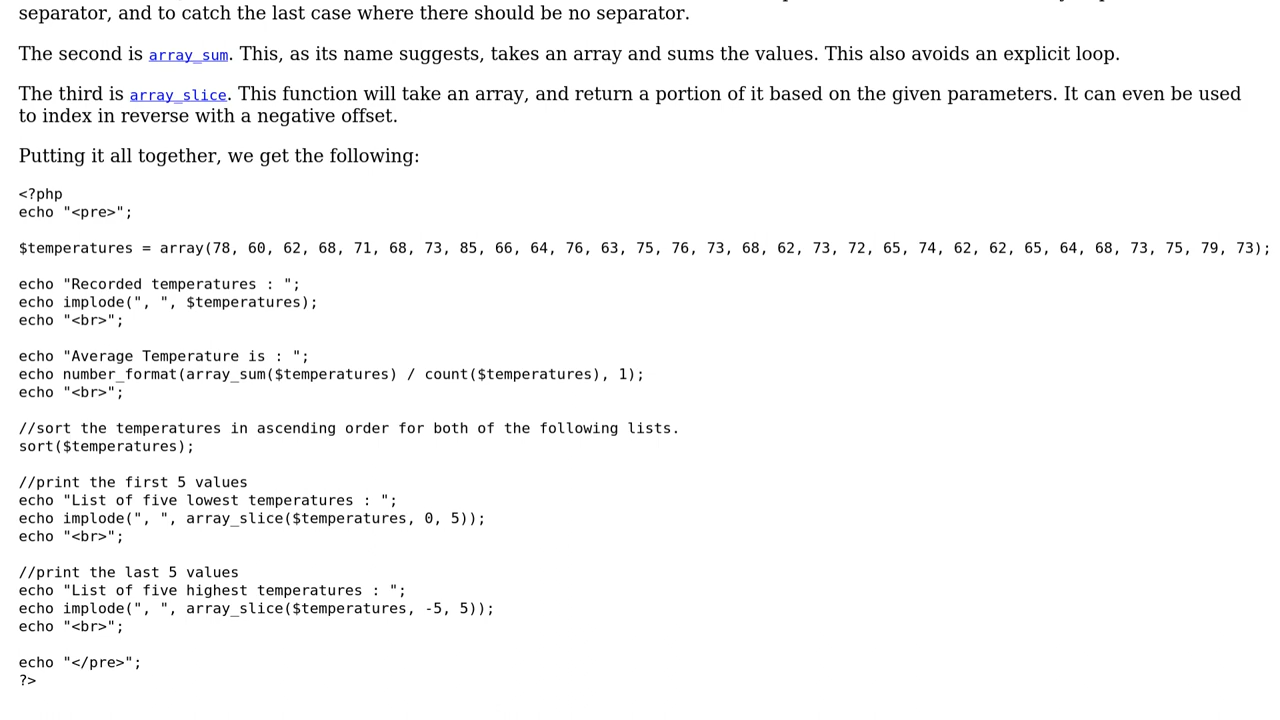 separator, and to catch the last case where there should be no separator.
The second is array_sum. This, as its name suggests, takes an array and sums the values. This also avoids an explicit loop.
The third is array_slice. This function will take an array, and return a portion of it based on the given parameters. It can even be used
to index in reverse with a negative offset.
Putting it all together, we get the following:
<?php
echo "<pre>";
$temperatures = array(78, 60, 62, 68, 71, 68, 73, 85, 66, 64, 76, 63, 75, 76, 73, 68, 62, 73, 72, 65, 74, 62, 62, 65, 64, 68, 73, 75, 79, 73);
echo "Recorded temperatures : ";
echo implode(", ", $temperatures);
echo "<br>";
echo "Average Temperature is : ";
echo number_format(array_sum($temperatures) / count($temperatures), 1);
echo "<br>";
//sort the temperatures in ascending order for both of the following lists.
sort($temperatures);
//print the first 5 values
echo "List of five lowest temperatures : ";
echo implode(", ", array_slice($temperatures, 0, 5));
echo "<br>";
//print the last 5 values
echo "List of five highest temperatures : ";
echo implode(", ", array_slice($temperatures, -5, 5));
echo "<br>";
echo "</pre>";
?>